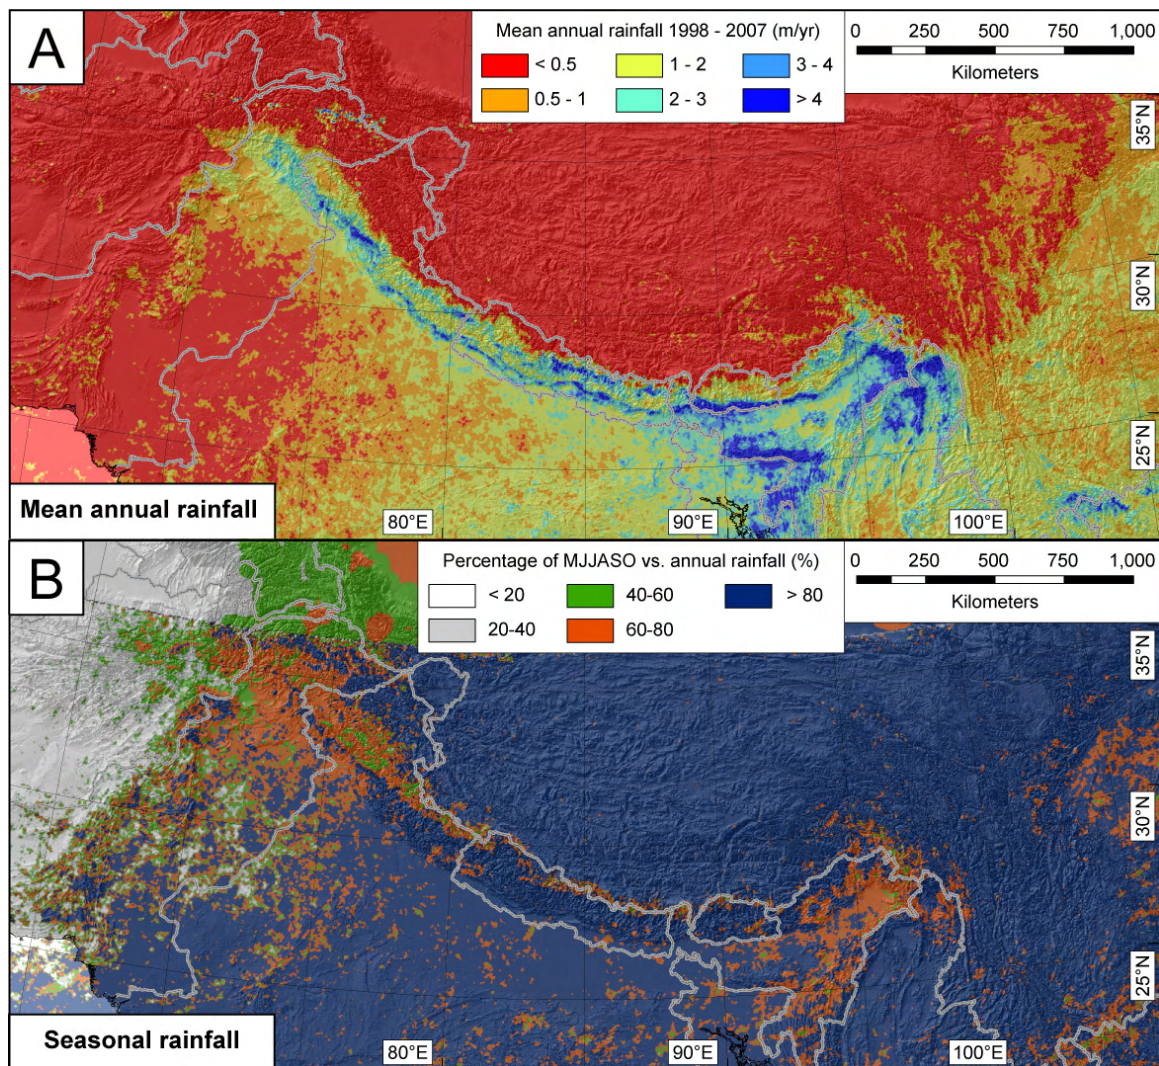 A
Mean annual rainfall 1998 - 2007 (m/yr)
< 0.5 1 - 2 3 - 4
0.5 - 1 2 - 3 > 4
0 250 500 750 1,000
Kilometers
35°N
30°N
25°N
Mean annual rainfall
80°E 90°E 100°E
B
Percentage of MJJASO vs. annual rainfall (%)
< 20 40-60 > 80
20-40 60-80
0 250 500 750 1,000
Kilometers
35°N
30°N
25°N
Seasonal rainfall
80°E 90°E 100°E